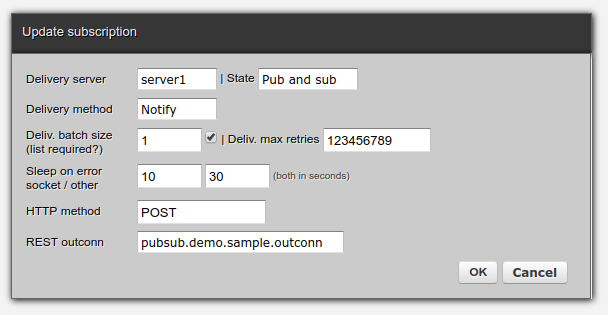 Update subscription
Delivery server server1 | State Pub and sub
Delivery method Notify
Deliv. batch size
(list required?) 1 | Deliv. max retries 123456789
Sleep on error
socket / other 10 30 (both in seconds)
HTTP method POST
REST outconn pubsub.demo.sample.outconn
OK Cancel